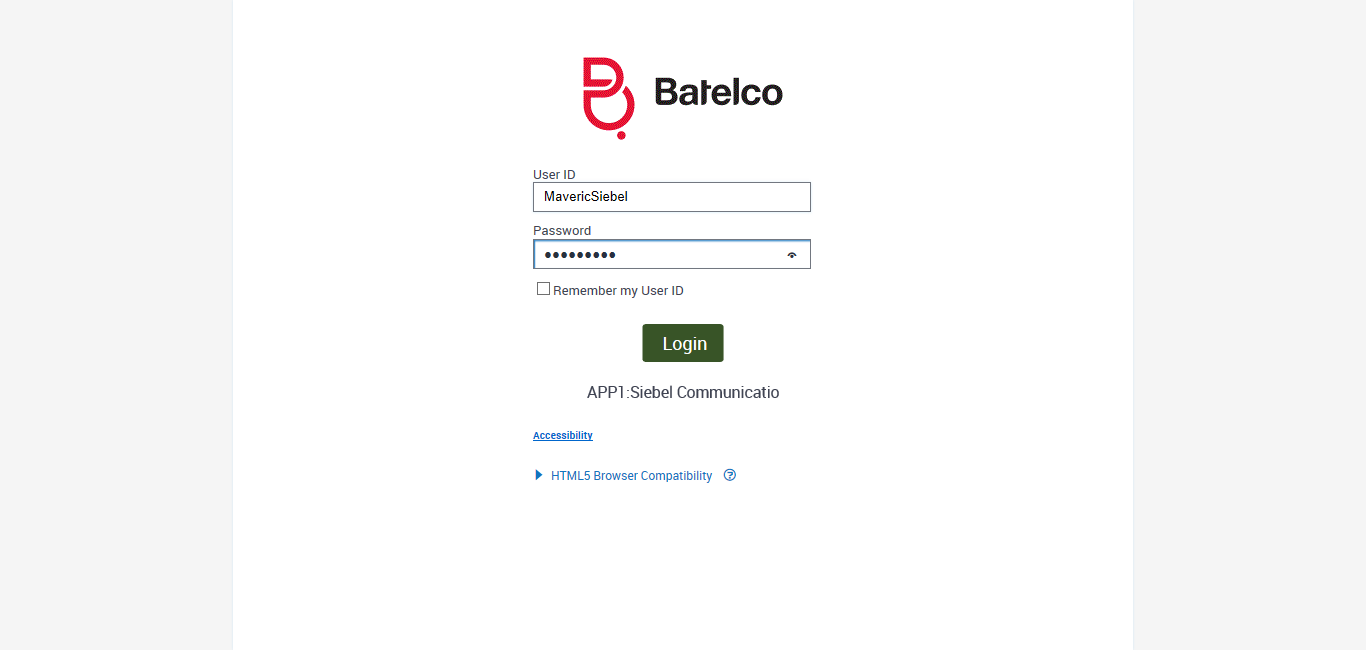 Batelco
User ID
MavericSiebel
Password
•••••••••
Remember my User ID
Login
APP1:Siebel Communicatio
Accessibility
HTML5 Browser Compatibility ?